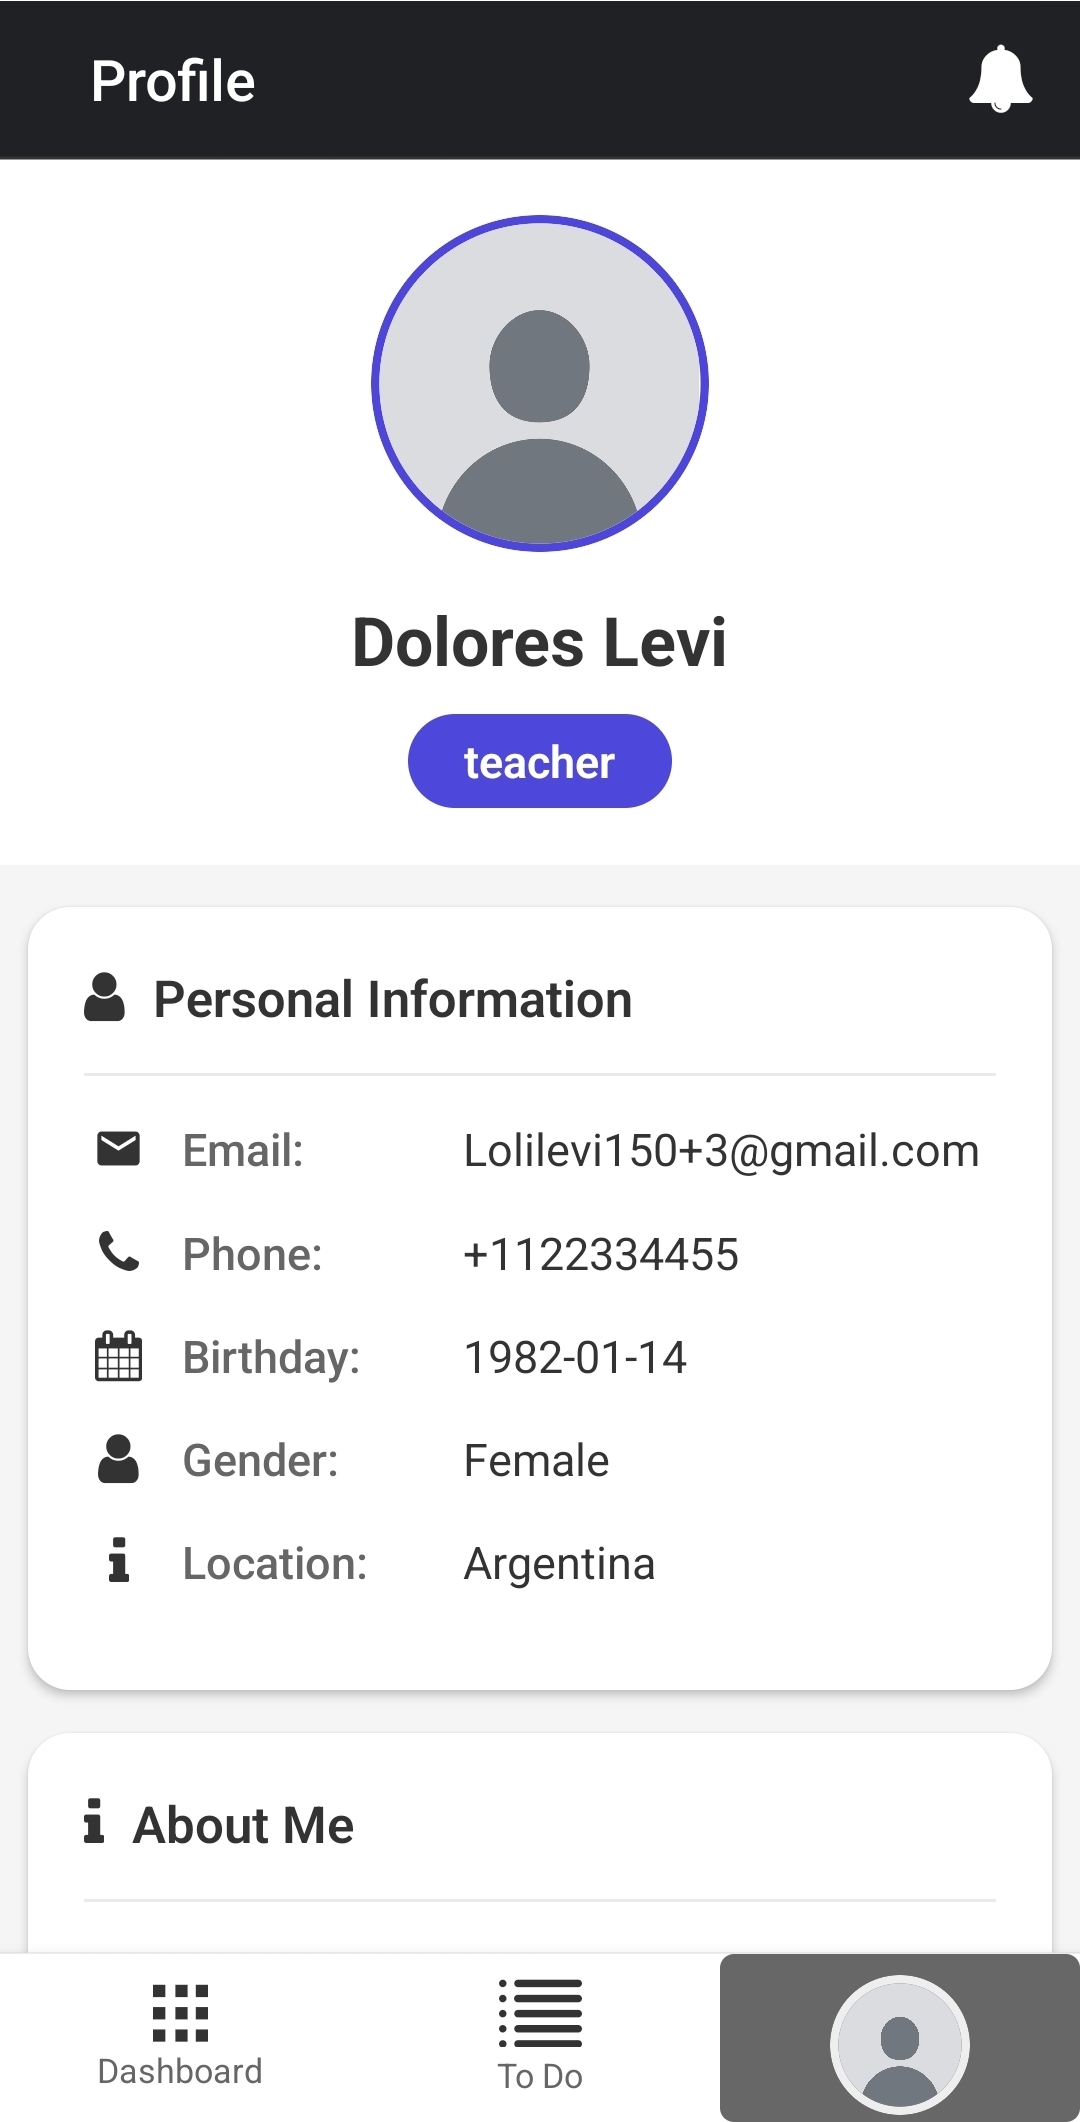 Profile
Dolores Levi
teacher
Personal Information
Email: Lolilevi150+3@gmail.com
Phone: +1122334455
Birthday: 1982-01-14
Gender: Female
Location: Argentina
About Me
Dashboard
To Do